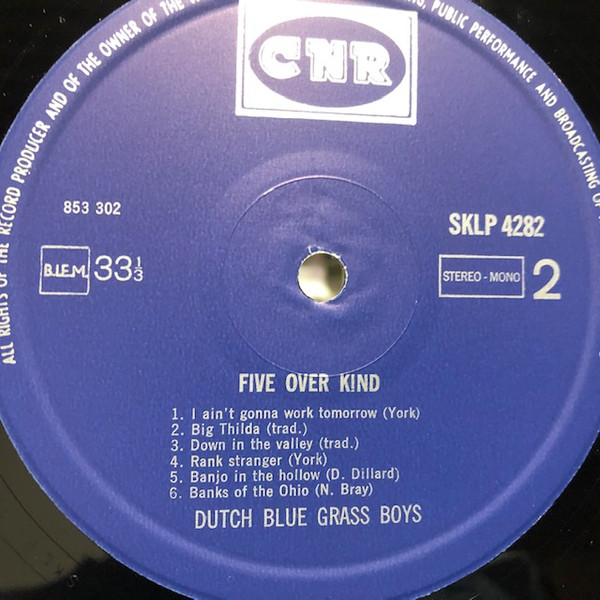 ALL RIGHTS OF THE RECORD PRODUCER AND OF THE OWNER OF THE
PUBLIC PERFORMANCE AND BROADCASTING OF
CNR
853 302
SKLP 4282
B.I.E.M. 33⅓
STEREO - MONO 2
FIVE OVER KIND
1. I ain't gonna work tomorrow (York)
2. Big Thilda (trad.)
3. Down in the valley (trad.)
4. Rank stranger (York)
5. Banjo in the hollow (D. Dillard)
6. Banks of the Ohio (N. Bray)
DUTCH BLUE GRASS BOYS